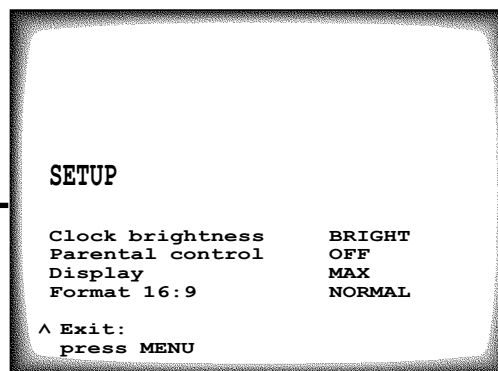 SETUP
Clock brightness BRIGHT
Parental control OFF
Display MAX
Format 16:9 NORMAL
^ Exit:
press MENU